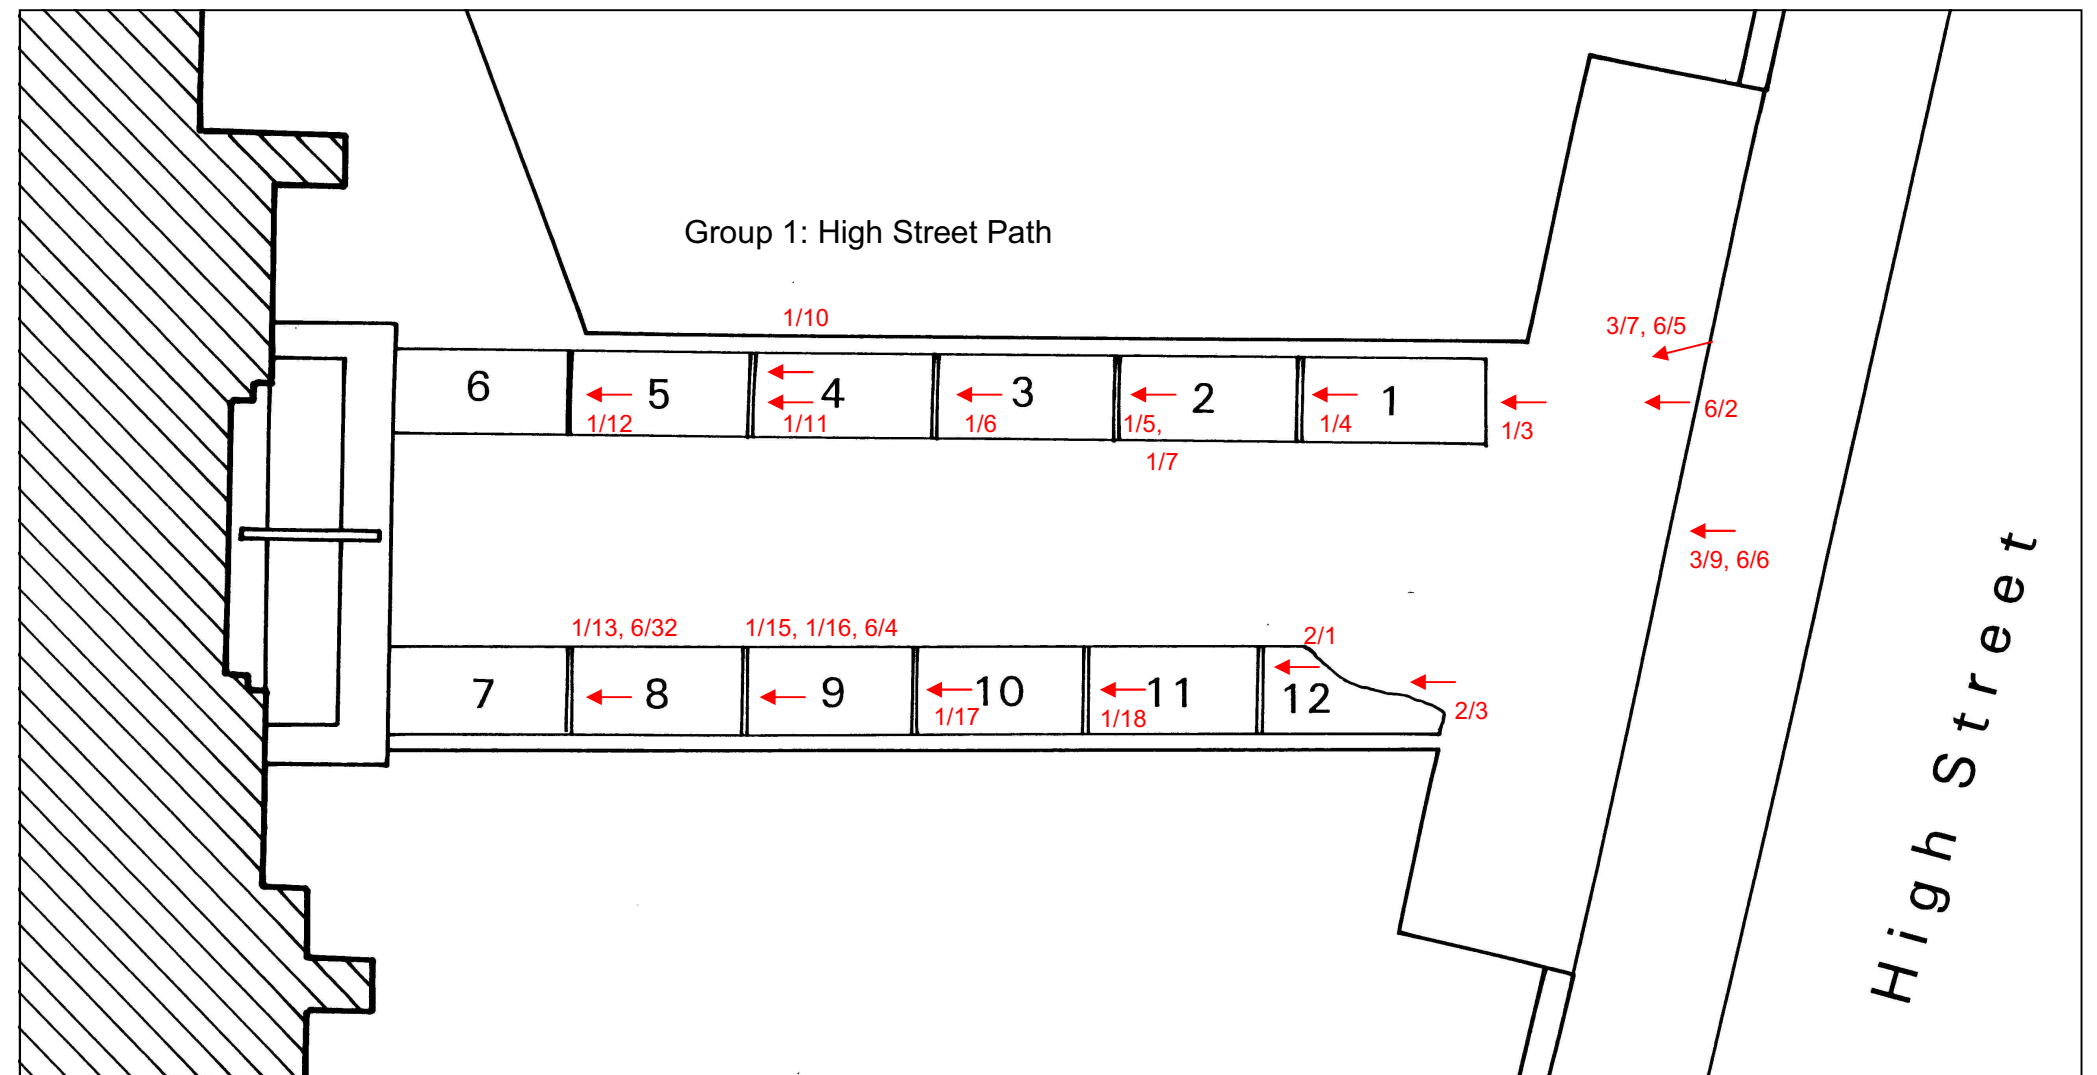 Group 1: High Street Path
1/10
3/7, 6/5
6 5 4 3 2 1
6/2
1/12 1/11 1/6 1/5, 1/4 1/3
1/7
3/9, 6/6
1/13, 6/32 1/15, 1/16, 6/4 2/1
7 8 9 10 11 12
1/17 1/18 2/3
High Street